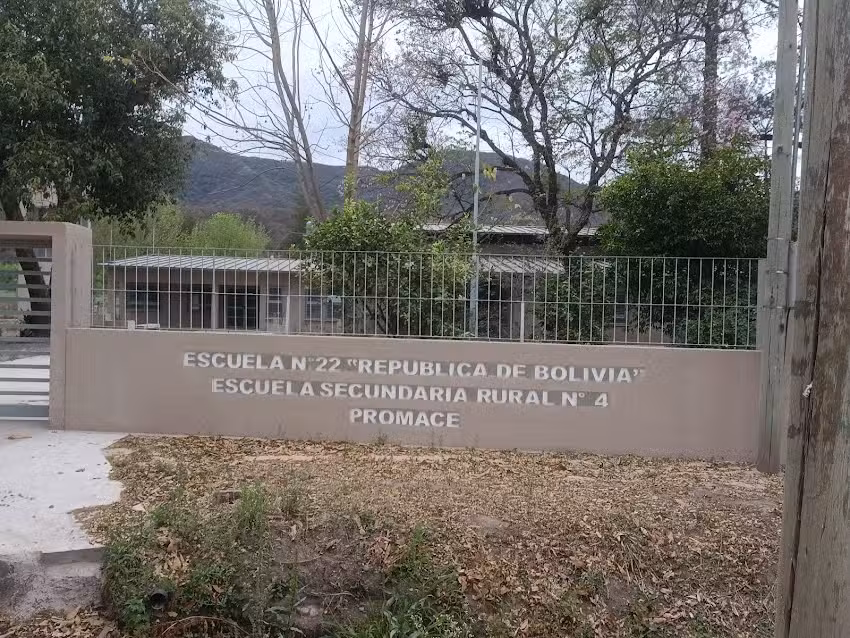 ESCUELA N°22 "REPUBLICA DE BOLIVIA"
ESCUELA SECUNDARIA RURAL N° 4
PROMACE